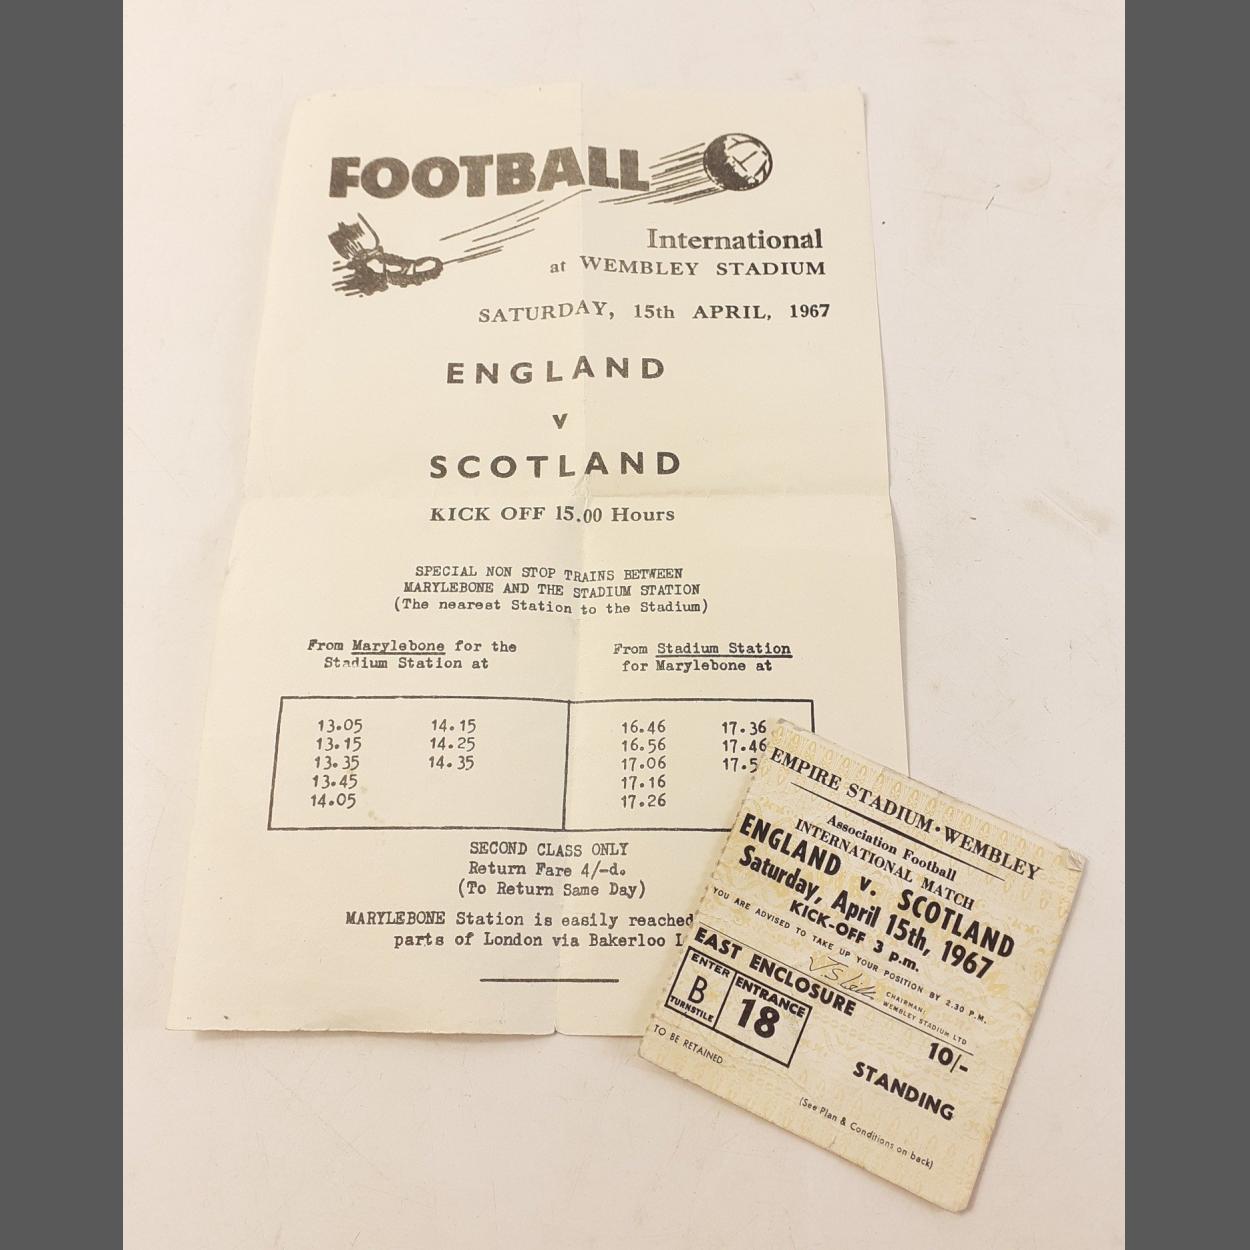 FOOTBALL
International
at WEMBLEY STADIUM
SATURDAY, 15th APRIL, 1967
ENGLAND
v
SCOTLAND
KICK OFF 15.00 Hours
SPECIAL NON STOP TRAINS BETWEEN
MARYLEBONE AND THE STADIUM STATION
(The nearest Station to the Stadium)
From Marylebone for the
Stadium Station at
13.05 14.15
13.15 14.25
13.35 14.35
13.45
14.05
From Stadium Station
for Marylebone at
16.46 17.36
16.56 17.46
17.06 17.5
17.16
17.26
SECOND CLASS ONLY
Return Fare 4/-d.
(To Return Same Day)
MARYLEBONE Station is easily reached
parts of London via Bakerloo
EMPIRE STADIUM · WEMBLEY
Association Football
INTERNATIONAL MATCH
ENGLAND v. SCOTLAND
Saturday, April 15th, 1967
KICK-OFF 3 p.m.
YOU ARE ADVISED TO TAKE UP YOUR POSITION BY 2.30 P.M.
CHAIRMAN:
WEMBLEY STADIUM LTD
EAST ENCLOSURE
10/-
STANDING
ENTER
B
TURNSTILE
ENTRANCE
18
TO BE RETAINED
(See Plan & Conditions on back)